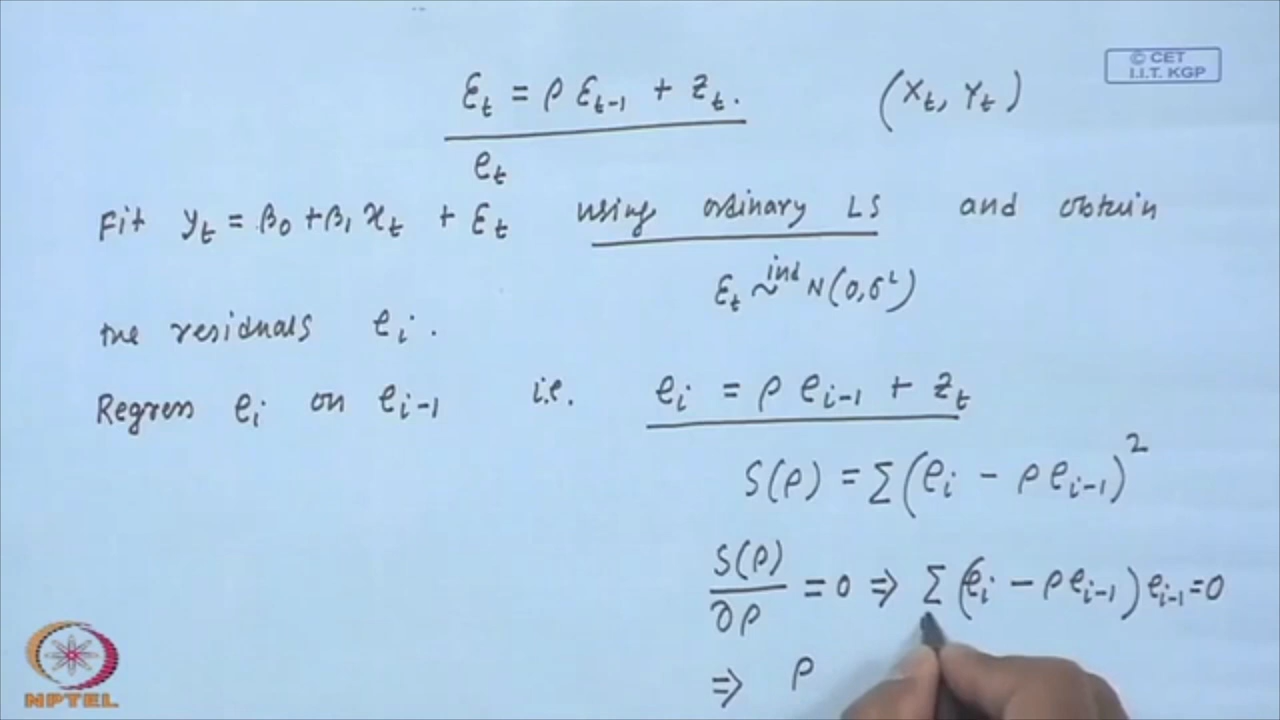 © CET
I.I.T. KGP
ε_t = ρ ε_{t-1} + z_t. (x_t, y_t)
e_t
Fit y_t = β_0 + β_1 x_t + ε_t using ordinary LS and obtain
ε_t ~^{ind} N(0, σ^2)
the residuals e_i.
Regress e_i on e_{i-1} i.e. e_i = ρ e_{i-1} + z_t
S(ρ) = Σ(e_i - ρ e_{i-1})^2
S(ρ)/∂ρ = 0 ⇒ Σ(e_i - ρ e_{i-1}) e_{i-1} = 0
⇒ ρ
NPTEL